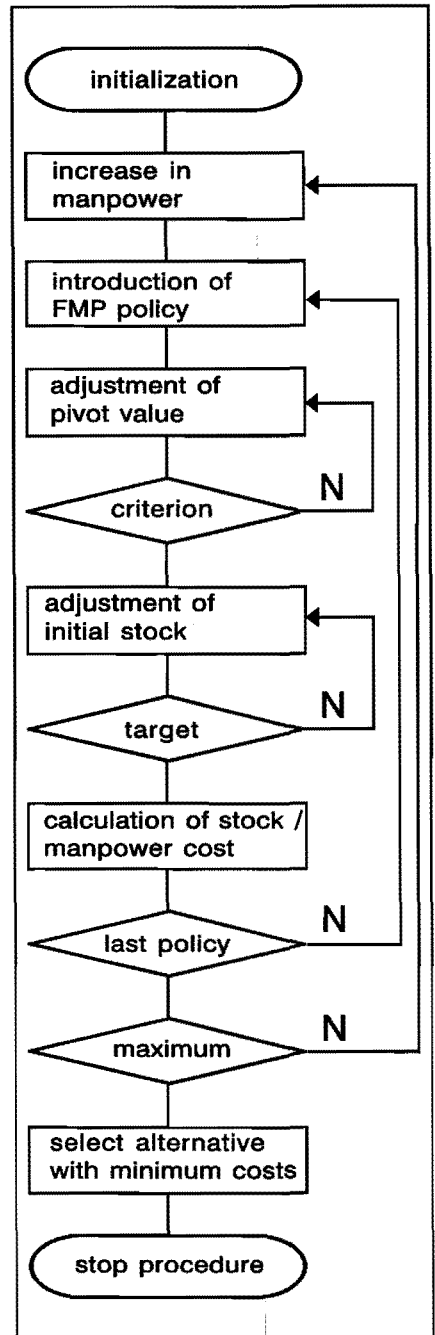 initialization
increase in
manpower
introduction of
FMP policy
adjustment of
pivot value
criterion
N
adjustment of
initial stock
target
N
calculation of stock /
manpower cost
last policy
N
maximum
N
select alternative
with minimum costs
stop procedure